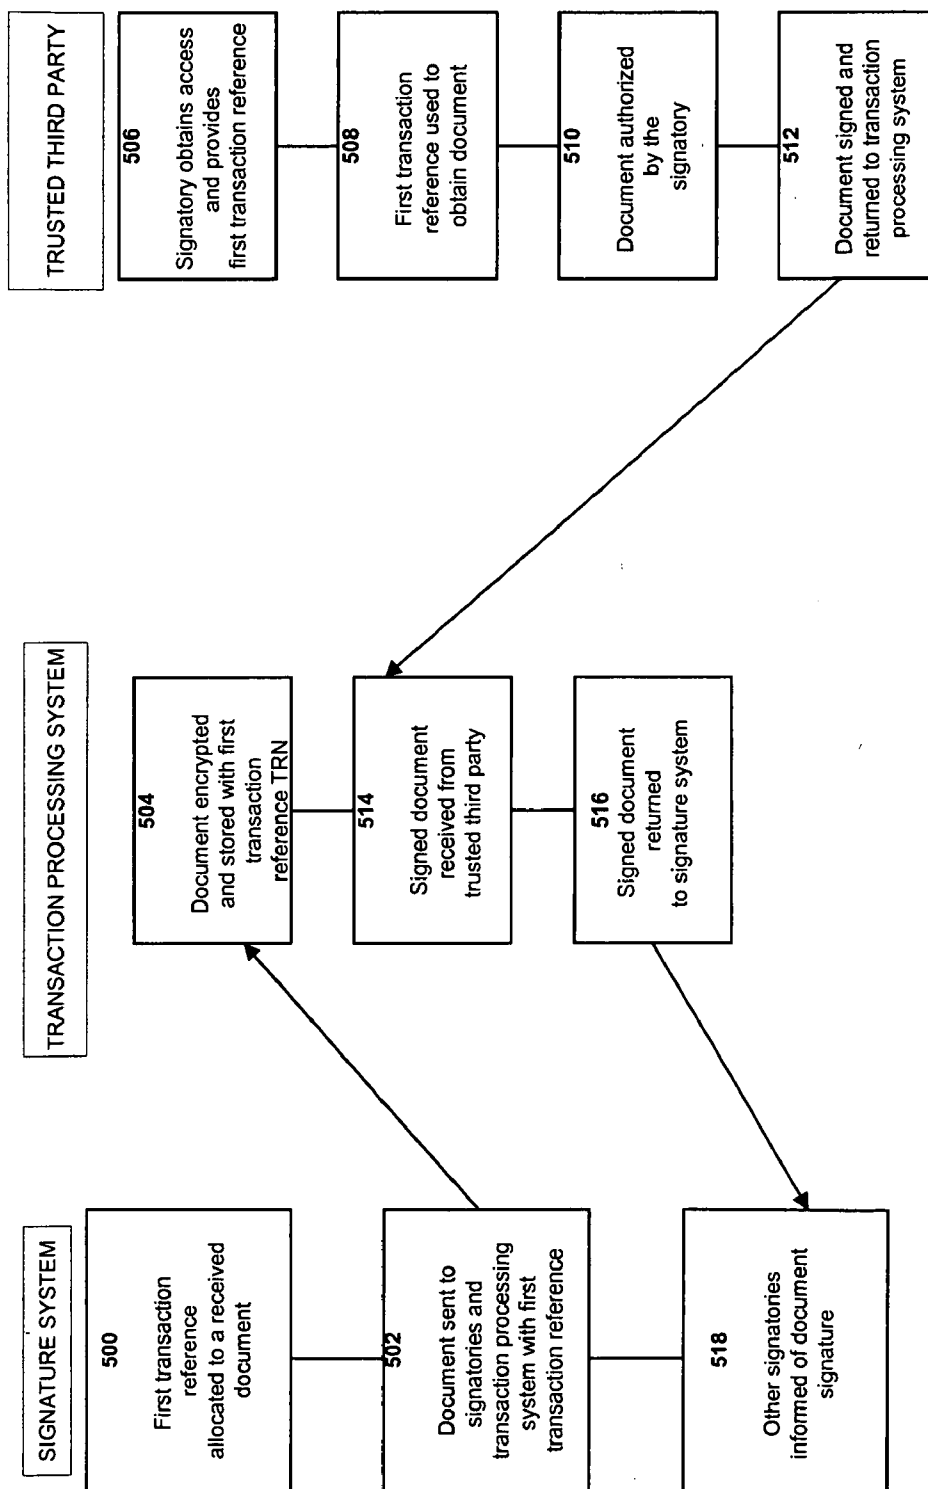 SIGNATURE SYSTEM
500
First transaction
reference
allocated to a received
document
502
Document sent to
signatories and
transaction processing
system with first
transaction reference
518
Other signatories
informed of document
signature
TRANSACTION PROCESSING SYSTEM
504
Document encrypted
and stored with first
transaction
reference TRN
514
Signed document
received from
trusted third party
516
Signed document
returned
to signature system
TRUSTED THIRD PARTY
506
Signatory obtains access
and provides
first transaction reference
508
First transaction
reference used to
obtain document
510
Document authorized
by the
signatory
512
Document signed and
returned to transaction
processing system